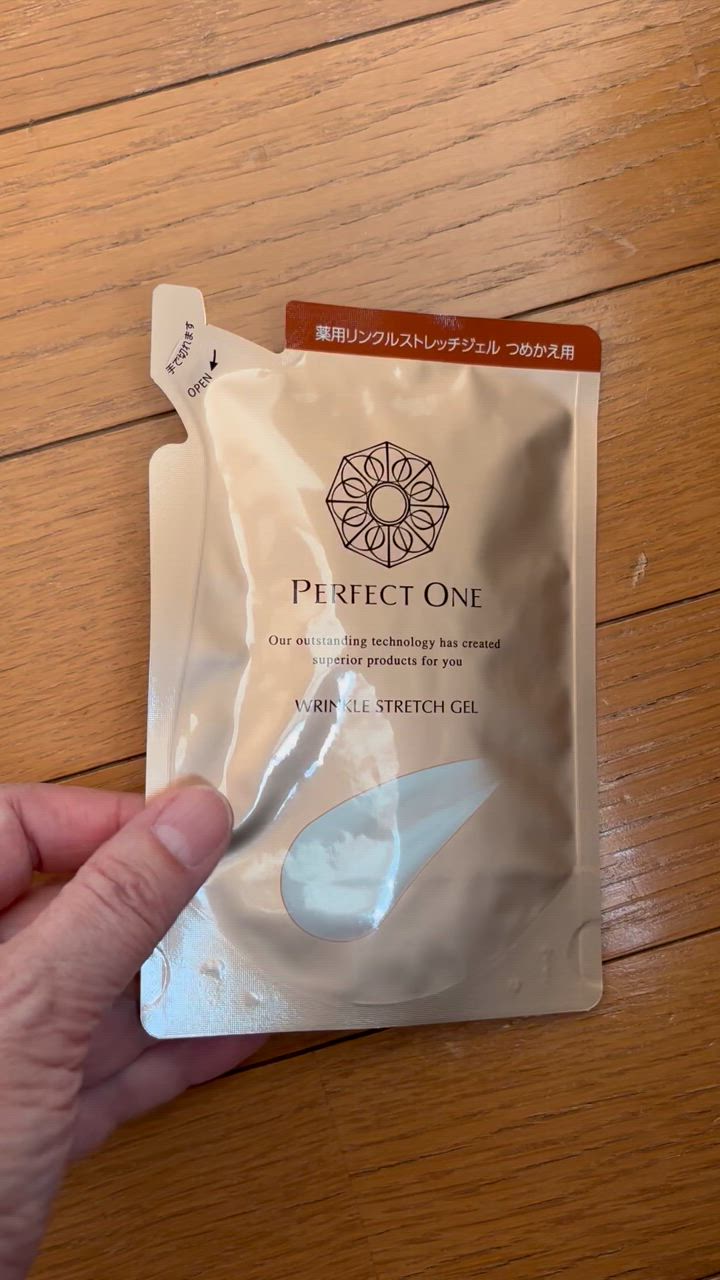 薬用リンクルストレッチジェル つめかえ用
手で切れます
OPEN
PERFECT ONE
Our outstanding technology has created
superior products for you
WRINKLE STRETCH GEL